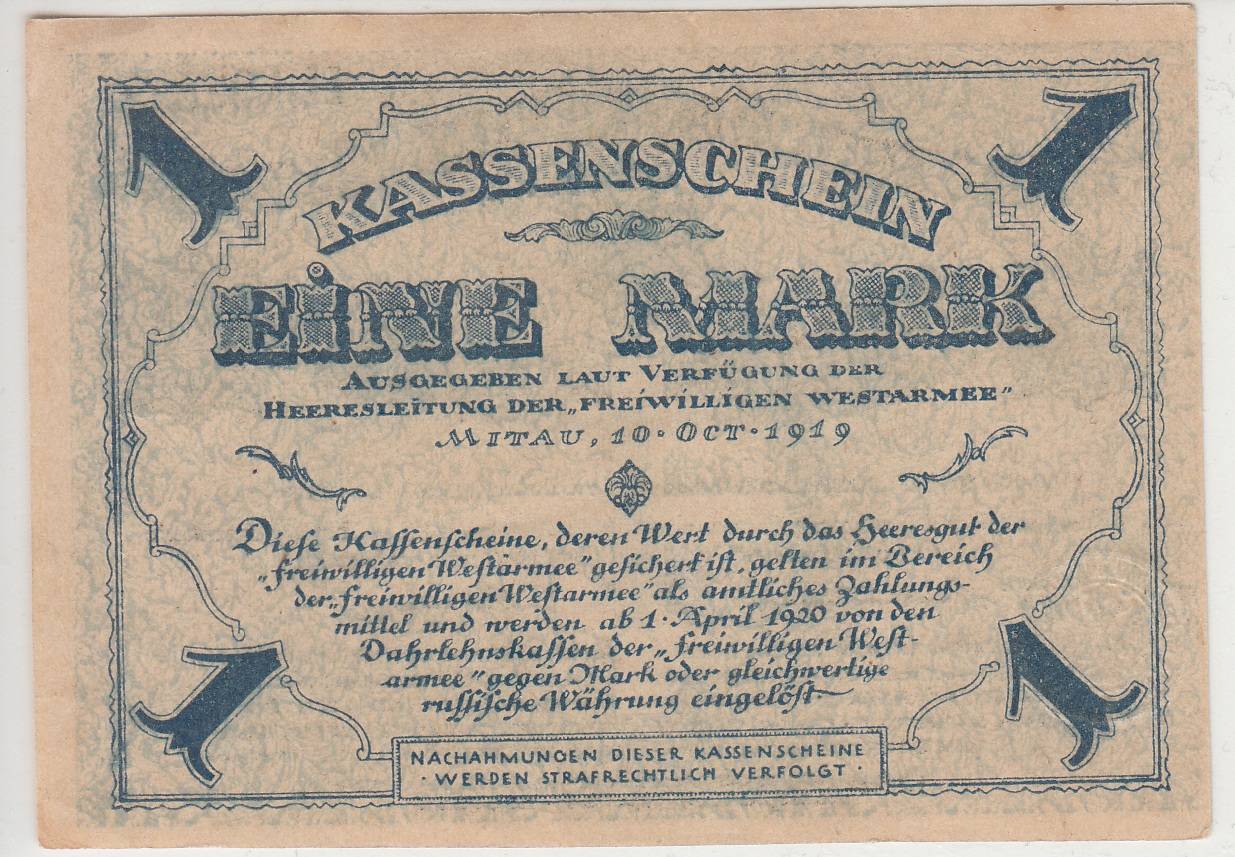 1 1
KASSENSCHEIN
EINE MARK
AUSGEGEBEN LAUT VERFÜGUNG DER
HEERESLEITUNG DER „FREIWILLIGEN WESTARMEE"
MITAU, 10·OCT·1919
Diese Kassenscheine, deren Wert durch das Heeresgut der
„freiwilligen Westarmee" gesichert ist, gelten im Bereich
der „freiwilligen Westarmee" als amtliches Zahlungs-
mittel und werden ab 1·April 1920 von den
Dahrlehnskassen der „freiwilligen West-
armee" gegen Mark oder gleichwertige
russische Währung eingelöst
1 1
NACHAHMUNGEN DIESER KASSENSCHEINE
· WERDEN STRAFRECHTLICH VERFOLGT ·